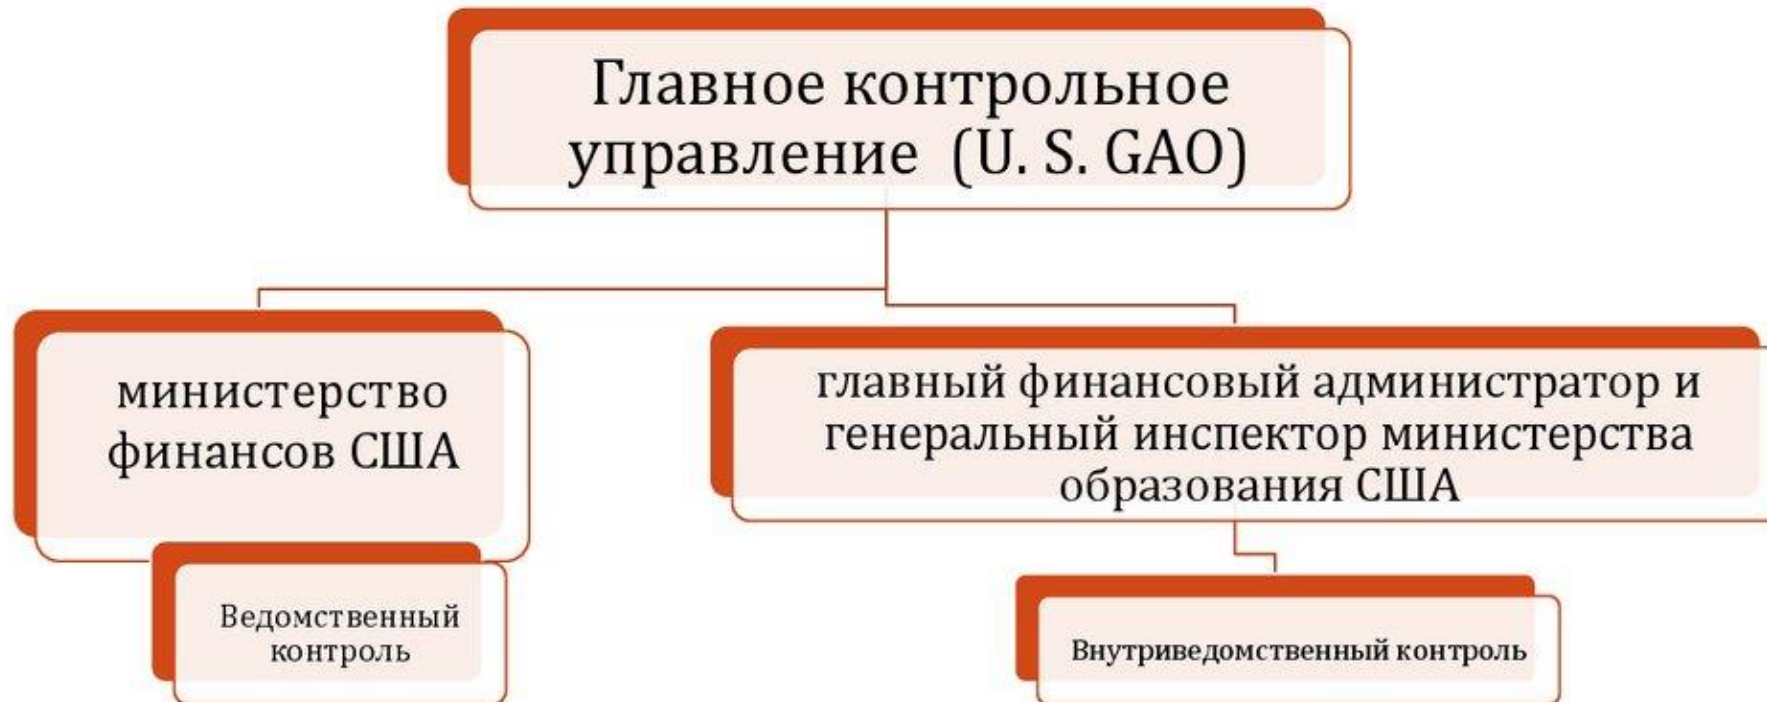 Главное контрольное
управление (U. S. GAO)
министерство
финансов США
главный финансовый администратор и
генеральный инспектор министерства
образования США
Ведомственный
контроль
Внутриведомственный контроль